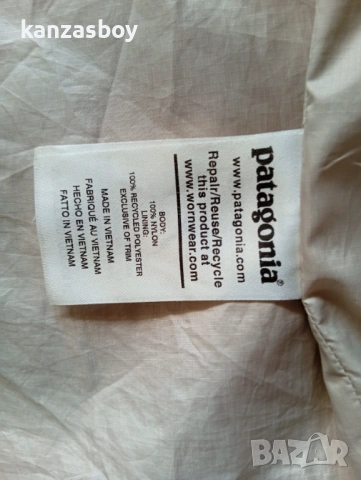 kanzasboy
patagonia®
www.patagonia.com
Repair/Reuse/Recycle
this product at
www.wornwear.com
BODY:
100% NYLON
LINING:
100% RECYCLED POLYESTER
EXCLUSIVE OF TRIM
MADE IN VIETNAM
FABRIQUÉ AU VIETNAM
HECHO EN VIETNAM
FATTO IN VIETNAM
BAZAR